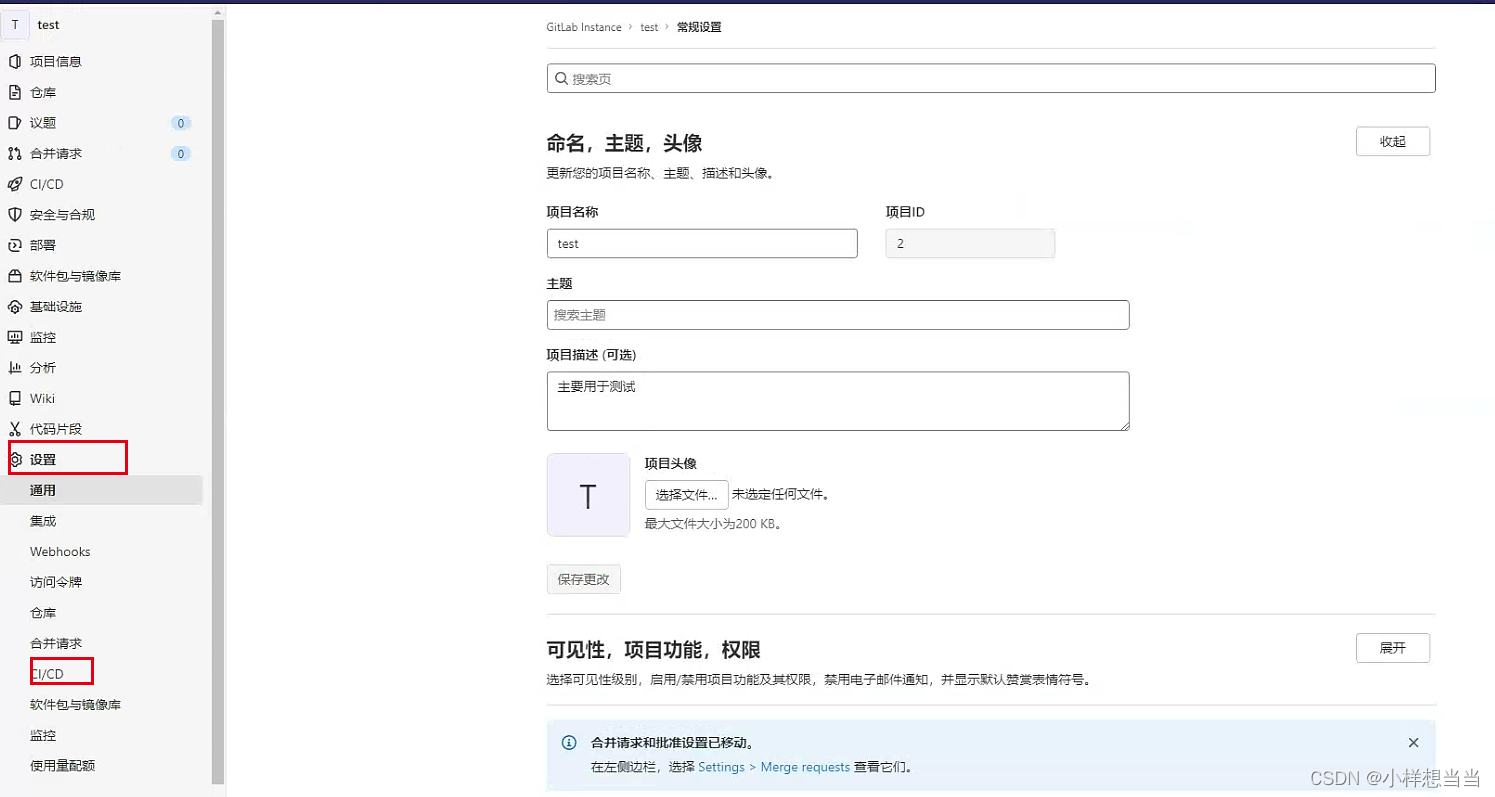 T test
项目信息
仓库
议题 0
合并请求 0
CI/CD
安全与合规
部署
软件包与镜像库
基础设施
监控
分析
Wiki
代码片段
设置
通用
集成
Webhooks
访问令牌
仓库
合并请求
CI/CD
软件包与镜像库
监控
使用量配额
GitLab Instance › test › 常规设置
搜索页
命名，主题，头像
收起
更新您的项目名称、主题、描述和头像。
项目名称 项目ID
test 2
主题
搜索主题
项目描述 (可选)
主要用于测试
T
项目头像
选择文件... 未选定任何文件。
最大文件大小为200 KB。
保存更改
可见性，项目功能，权限
展开
选择可见性级别，启用/禁用项目功能及其权限，禁用电子邮件通知，并显示默认赞赏表情符号。
合并请求和批准设置已移动。
在左侧边栏，选择 Settings > Merge requests 查看它们。
CSDN @小样想当当